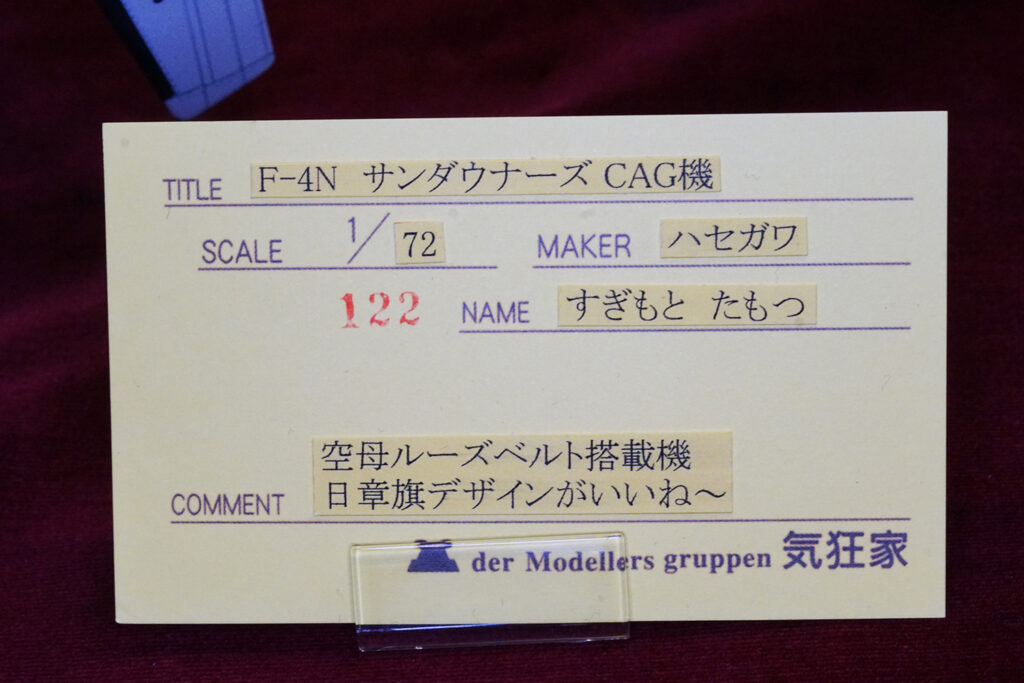 TITLE F-4N サンダウナーズ CAG機
SCALE 1/72 MAKER ハセガワ
122 NAME すぎもと たもつ
空母ルーズベルト搭載機
COMMENT 日章旗デザインがいいね~
der Modellers gruppen 気狂家